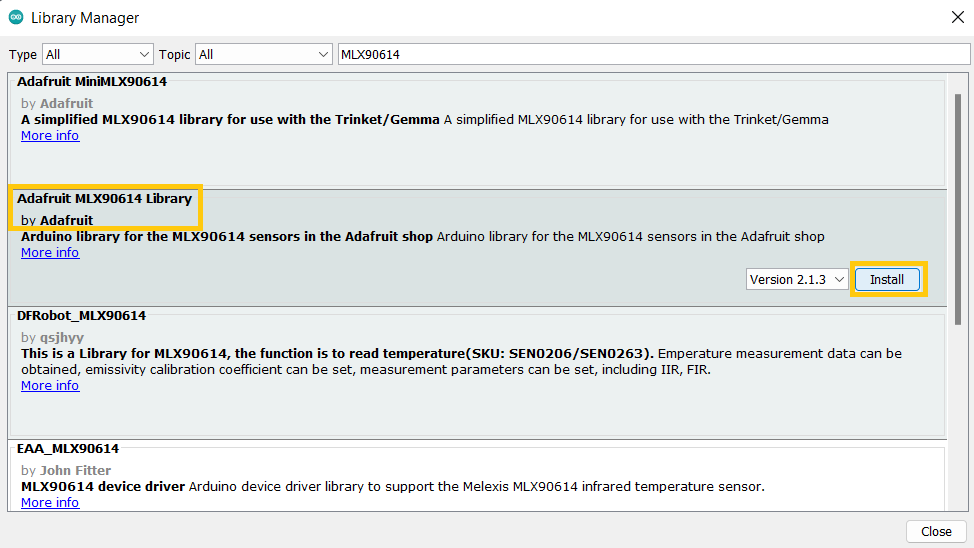 Library Manager
Type All Topic All MLX90614
Adafruit MiniMLX90614
by Adafruit
A simplified MLX90614 library for use with the Trinket/Gemma A simplified MLX90614 library for use with the Trinket/Gemma
More info
Adafruit MLX90614 Library
by Adafruit
Arduino library for the MLX90614 sensors in the Adafruit shop Arduino library for the MLX90614 sensors in the Adafruit shop
More info
Version 2.1.3 Install
DFRobot_MLX90614
by qsjhyy
This is a Library for MLX90614, the function is to read temperature(SKU: SEN0206/SEN0263). Emperature measurement data can be
obtained, emissivity calibration coefficient can be set, measurement parameters can be set, including IIR, FIR.
More info
EAA_MLX90614
by John Fitter
MLX90614 device driver Arduino device driver library to support the Melexis MLX90614 infrared temperature sensor.
More info
Close